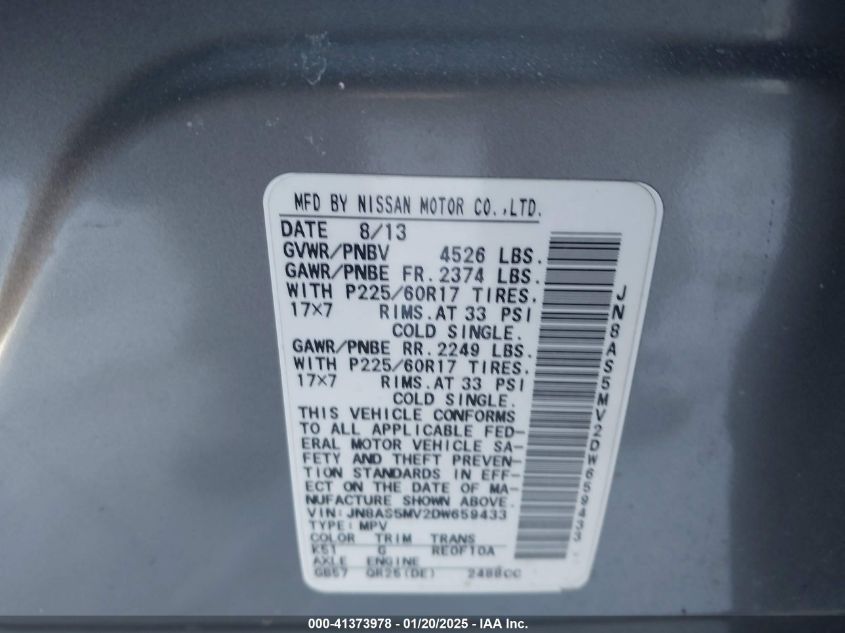 MFD BY NISSAN MOTOR CO.,LTD.
DATE 8/13
GVWR/PNBV 4526 LBS.
GAWR/PNBE FR.2374 LBS.
WITH P225/60R17 TIRES.
17×7 RIMS.AT 33 PSI
COLD SINGLE.
GAWR/PNBE RR.2249 LBS.
WITH P225/60R17 TIRES.
17×7 RIMS.AT 33 PSI
COLD SINGLE.
THIS VEHICLE CONFORMS
TO ALL APPLICABLE FED-
ERAL MOTOR VEHICLE SA-
FETY AND THEFT PREVEN-
TION STANDARDS IN EFF-
ECT ON THE DATE OF MA-
NUFACTURE SHOWN ABOVE.
VIN:JN8AS5MV2DW659433
TYPE:MPV
COLOR TRIM TRANS
K51 G RE0F10A
AXLE ENGINE
GB57 QR25(DE) 2488CC
JN8AS5MV2DW659433
000-41373978 - 01/20/2025 - IAA Inc.